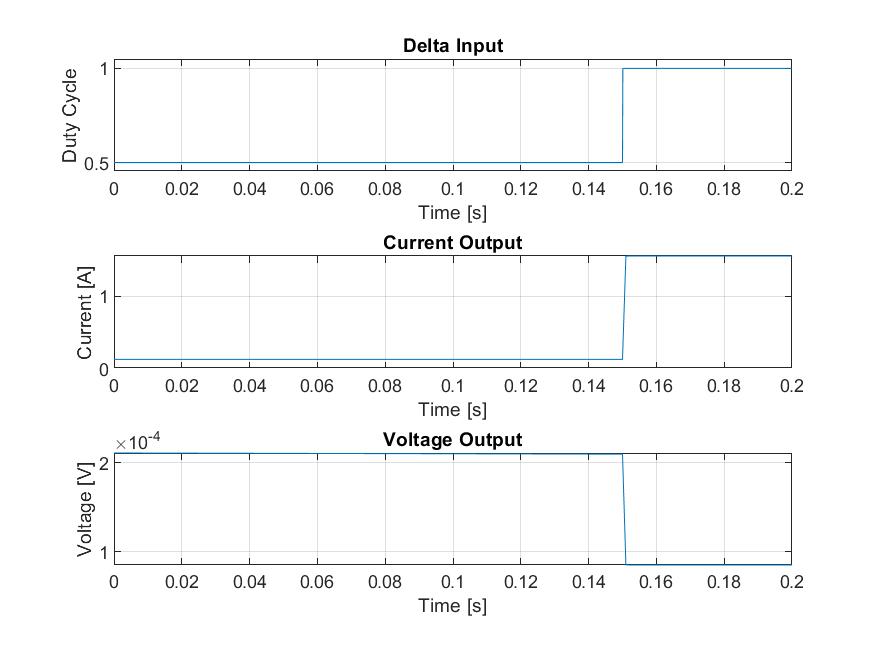 Delta Input
Duty Cycle
1
0.5
0 0.02 0.04 0.06 0.08 0.1 0.12 0.14 0.16 0.18 0.2
Time [s]
Current Output
Current [A]
1
0
0 0.02 0.04 0.06 0.08 0.1 0.12 0.14 0.16 0.18 0.2
Time [s]
×10-4
Voltage Output
Voltage [V]
2
1
0 0.02 0.04 0.06 0.08 0.1 0.12 0.14 0.16 0.18 0.2
Time [s]